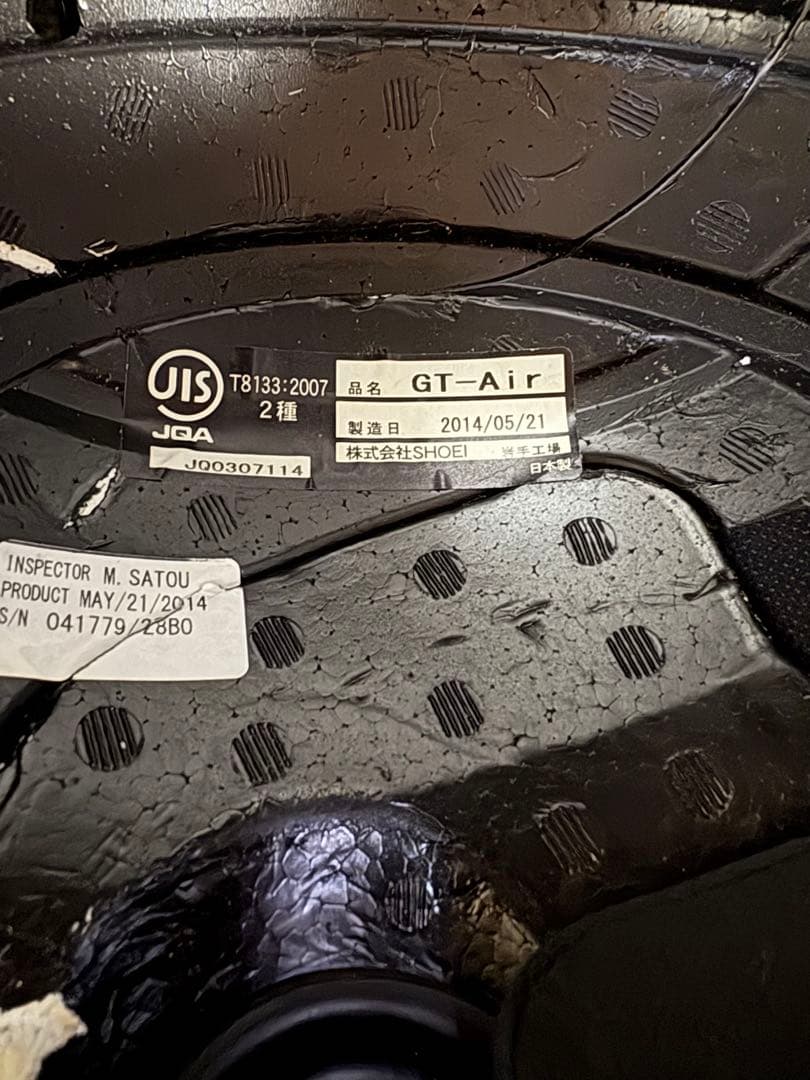 JIS
T8133:2007
2種
JQA
JQ0307114
品名 GT-Air
製造日 2014/05/21
株式会社SHOEI 岩手工場
日本製
INSPECTOR M. SATOU
PRODUCT MAY/21/2014
S/N 041779/28B0